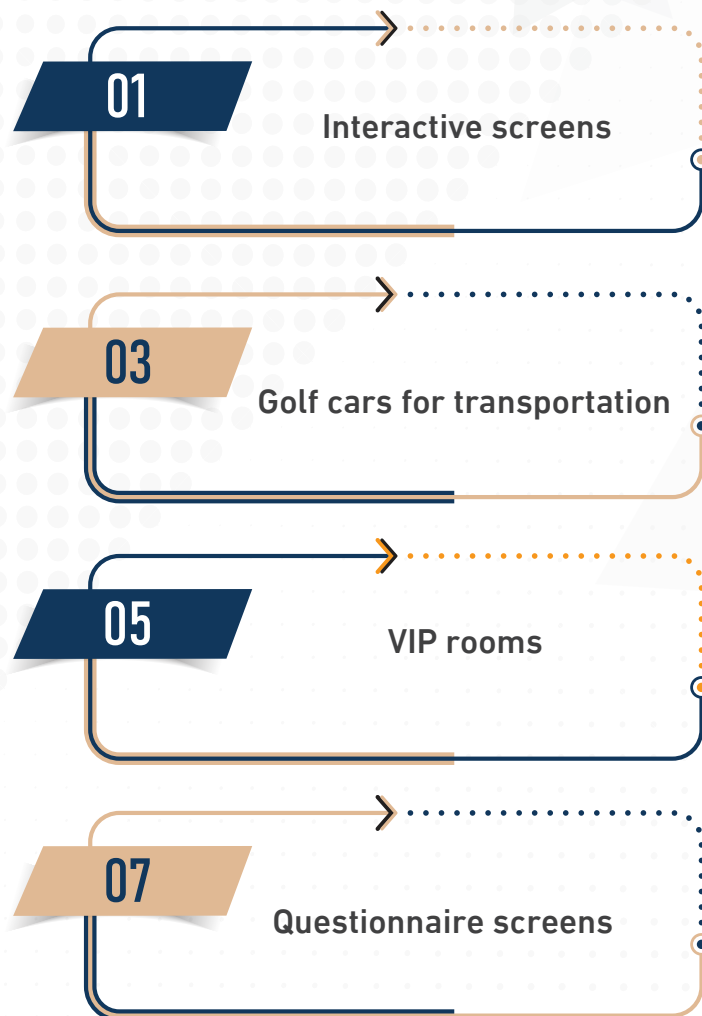 01
Interactive screens
03
Golf cars for transportation
05
VIP rooms
07
Questionnaire screens